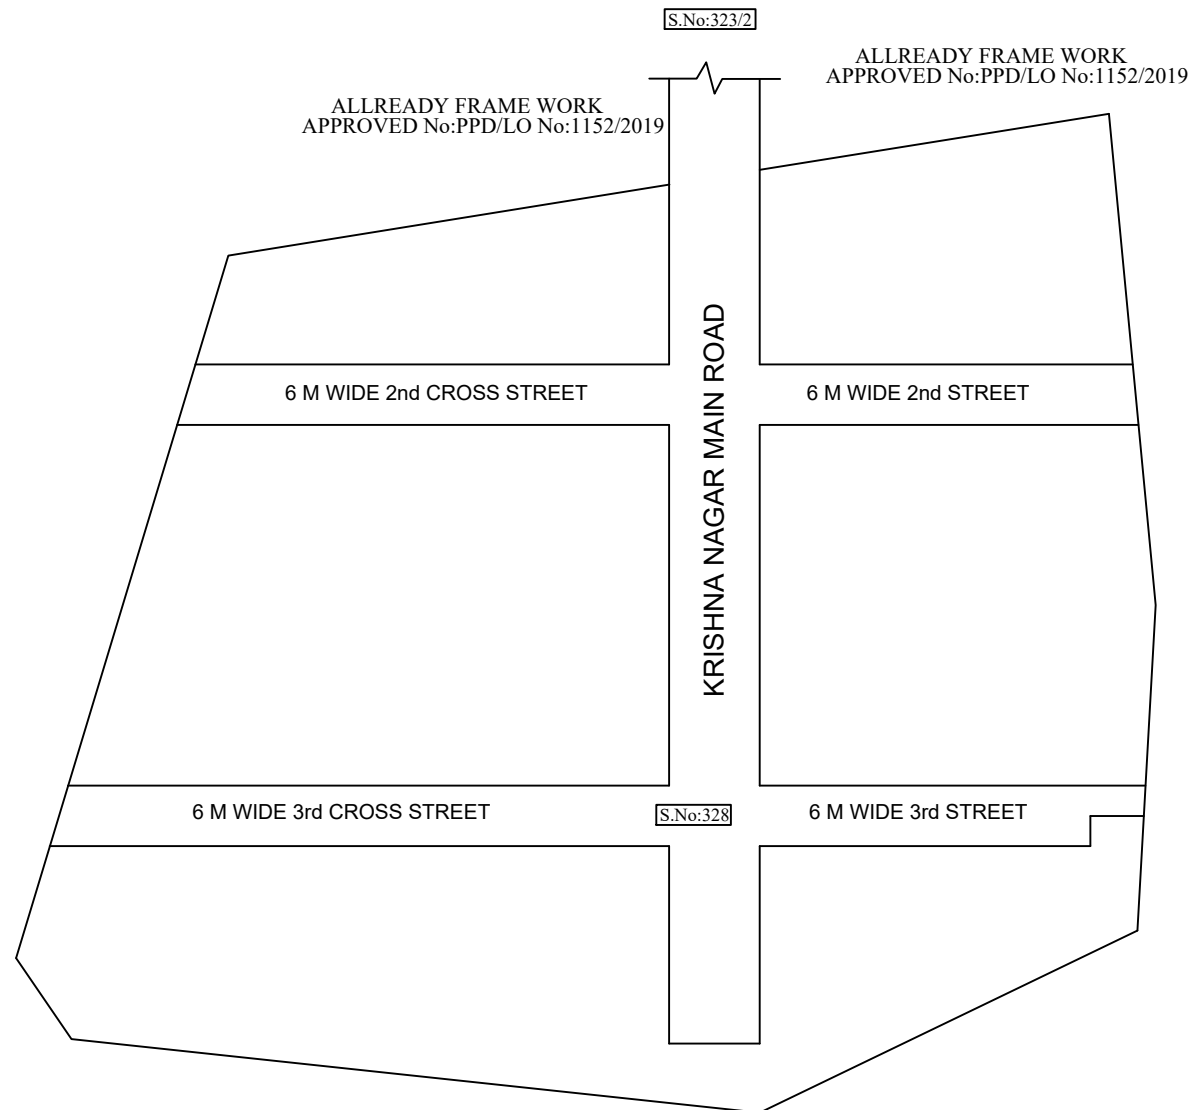 S.No:323/2
ALLREADY FRAME WORK
APPROVED No:PPD/LO No:1152/2019
ALLREADY FRAME WORK
APPROVED No:PPD/LO No:1152/2019
KRISHNA NAGAR MAIN ROAD
6 M WIDE 2nd CROSS STREET
6 M WIDE 2nd STREET
6 M WIDE 3rd CROSS STREET
S.No:328
6 M WIDE 3rd STREET